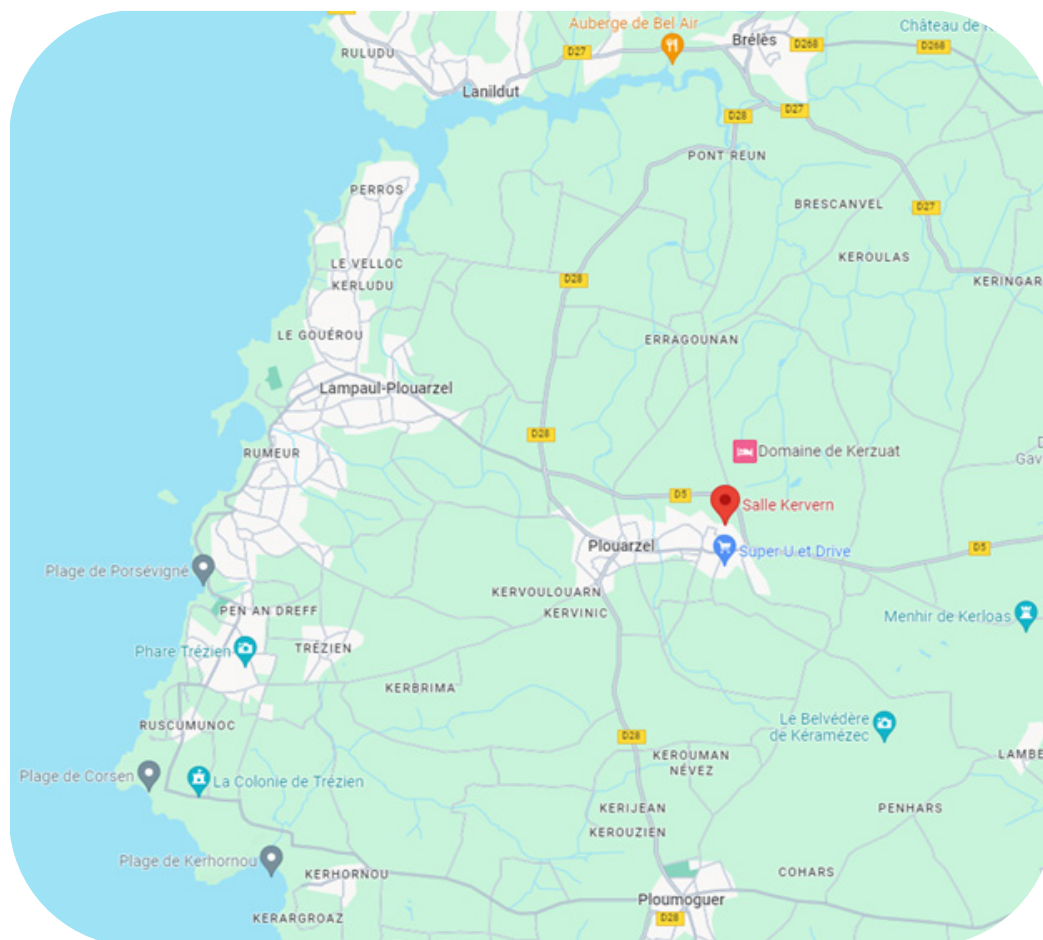 Auberge de Bel Air
Château de
RULUDU
D27
Brélès
D268
D268
Lanildut
D28
D27
PONT REUN
PERROS
BRESCANVEL
D27
LE VELLOC
KEROULAS
KERLUDU
D28
KERINGAR
LE GOUÉROU
ERRAGOUNAN
Lampaul-Plouarzel
D28
RUMEUR
Domaine de Kerzuat
Gav
D5
Salle Kervern
Plouarzel
Super U et Drive
D5
Plage de Porsévigné
KERVOULOUARN
PEN AN DREFF
KERVINIC
Menhir de Kerloas
Phare Trézien
TRÉZIEN
KERBRIMA
RUSCUMUNOC
Le Belvédère
de Kéramézec
D28
KEROUMAN
NÉVEZ
LAMBE
Plage de Corsen
La Colonie de Trézien
KERIJEAN
PENHARS
KEROUZIEN
Plage de Kerhornou
KERHORNOU
COHARS
Ploumoguer
KERARGROAZ
D28